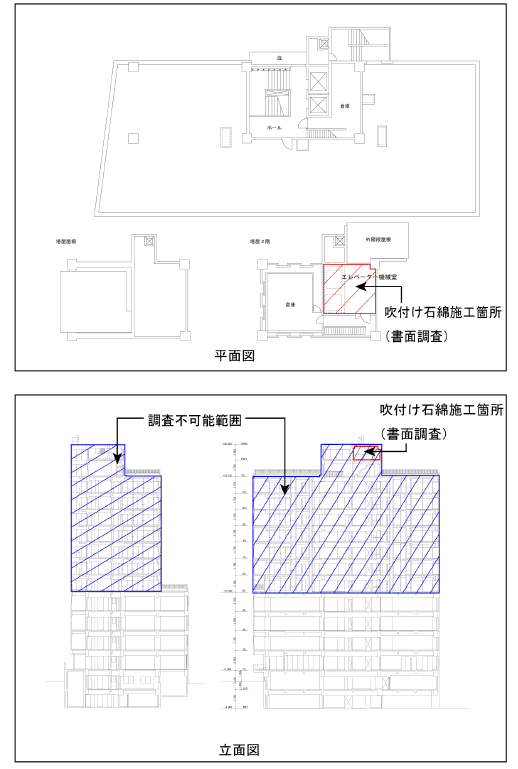 倉庫
ホール
塔屋屋根
塔屋2階
外階段屋根
エレベーター機械室
倉庫
吹付け石綿施工箇所
(書面調査)
平面図
吹付け石綿施工箇所
(書面調査)
調査不可能範囲
立面図